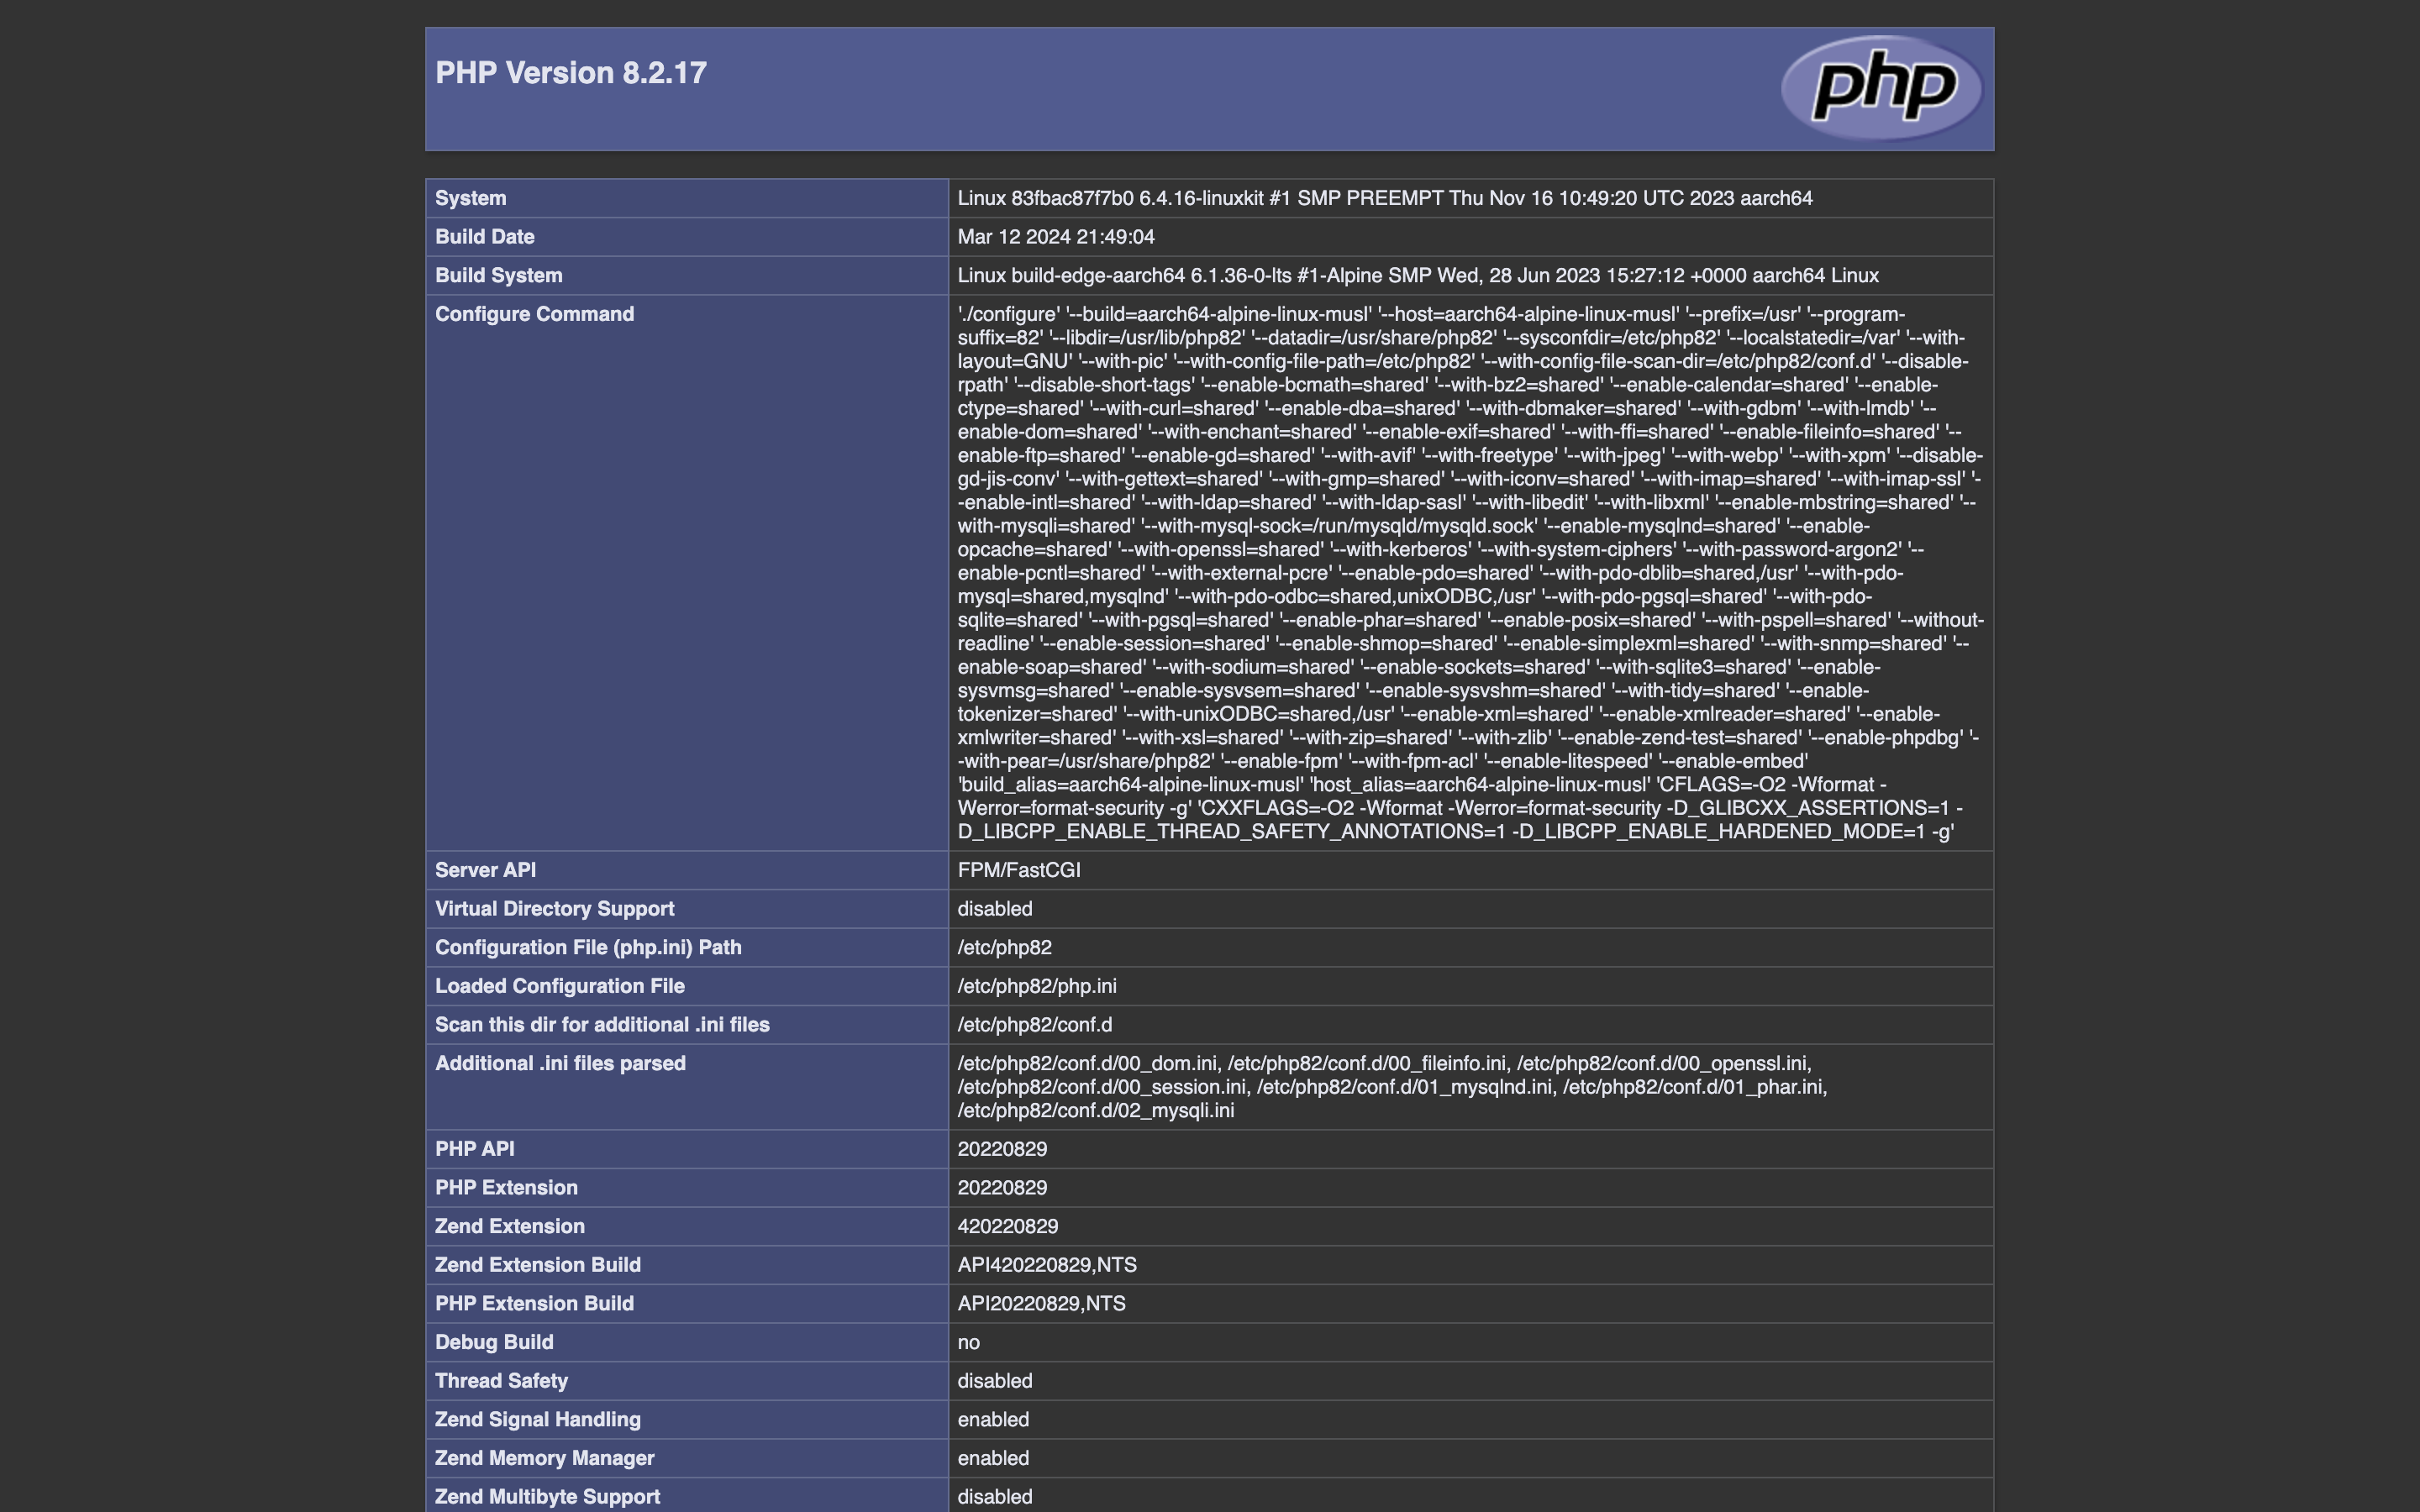 PHP Version 8.2.17
php
System
Linux 83fbac87f7b0 6.4.16-linuxkit #1 SMP PREEMPT Thu Nov 16 10:49:20 UTC 2023 aarch64
Build Date
Mar 12 2024 21:49:04
Build System
Linux build-edge-aarch64 6.1.36-0-lts #1-Alpine SMP Wed, 28 Jun 2023 15:27:12 +0000 aarch64 Linux
Configure Command
'./configure' '--build=aarch64-alpine-linux-musl' '--host=aarch64-alpine-linux-musl' '--prefix=/usr' '--program-
suffix=82' '--libdir=/usr/lib/php82' '--datadir=/usr/share/php82' '--sysconfdir=/etc/php82' '--localstatedir=/var' '--with-
layout=GNU' '--with-pic' '--with-config-file-path=/etc/php82' '--with-config-file-scan-dir=/etc/php82/conf.d' '--disable-
rpath' '--disable-short-tags' '--enable-bcmath=shared' '--with-bz2=shared' '--enable-calendar=shared' '--enable-
ctype=shared' '--with-curl=shared' '--enable-dba=shared' '--with-dbmaker=shared' '--with-gdbm' '--with-lmdb' '--
enable-dom=shared' '--with-enchant=shared' '--enable-exif=shared' '--with-ffi=shared' '--enable-fileinfo=shared' '--
enable-ftp=shared' '--enable-gd=shared' '--with-avif' '--with-freetype' '--with-jpeg' '--with-webp' '--with-xpm' '--disable-
gd-jis-conv' '--with-gettext=shared' '--with-gmp=shared' '--with-iconv=shared' '--with-imap=shared' '--with-imap-ssl' '-
-enable-intl=shared' '--with-ldap=shared' '--with-ldap-sasl' '--with-libedit' '--with-libxml' '--enable-mbstring=shared' '--
with-mysqli=shared' '--with-mysql-sock=/run/mysqld/mysqld.sock' '--enable-mysqlnd=shared' '--enable-
opcache=shared' '--with-openssl=shared' '--with-kerberos' '--with-system-ciphers' '--with-password-argon2' '--
enable-pcntl=shared' '--with-external-pcre' '--enable-pdo=shared' '--with-pdo-dblib=shared,/usr' '--with-pdo-
mysql=shared,mysqlnd' '--with-pdo-odbc=shared,unixODBC,/usr' '--with-pdo-pgsql=shared' '--with-pdo-
sqlite=shared' '--with-pgsql=shared' '--enable-phar=shared' '--enable-posix=shared' '--with-pspell=shared' '--without-
readline' '--enable-session=shared' '--enable-shmop=shared' '--enable-simplexml=shared' '--with-snmp=shared' '--
enable-soap=shared' '--with-sodium=shared' '--enable-sockets=shared' '--with-sqlite3=shared' '--enable-
sysvmsg=shared' '--enable-sysvsem=shared' '--enable-sysvshm=shared' '--with-tidy=shared' '--enable-
tokenizer=shared' '--with-unixODBC=shared,/usr' '--enable-xml=shared' '--enable-xmlreader=shared' '--enable-
xmlwriter=shared' '--with-xsl=shared' '--with-zip=shared' '--with-zlib' '--enable-zend-test=shared' '--enable-phpdbg' '-
-with-pear=/usr/share/php82' '--enable-fpm' '--with-fpm-acl' '--enable-litespeed' '--enable-embed'
'build_alias=aarch64-alpine-linux-musl' 'host_alias=aarch64-alpine-linux-musl' 'CFLAGS=-O2 -Wformat -
Werror=format-security -g' 'CXXFLAGS=-O2 -Wformat -Werror=format-security -D_GLIBCXX_ASSERTIONS=1 -
D_LIBCPP_ENABLE_THREAD_SAFETY_ANNOTATIONS=1 -D_LIBCPP_ENABLE_HARDENED_MODE=1 -g'
Server API
FPM/FastCGI
Virtual Directory Support
disabled
Configuration File (php.ini) Path
/etc/php82
Loaded Configuration File
/etc/php82/php.ini
Scan this dir for additional .ini files
/etc/php82/conf.d
Additional .ini files parsed
/etc/php82/conf.d/00_dom.ini, /etc/php82/conf.d/00_fileinfo.ini, /etc/php82/conf.d/00_openssl.ini,
/etc/php82/conf.d/00_session.ini, /etc/php82/conf.d/01_mysqlnd.ini, /etc/php82/conf.d/01_phar.ini,
/etc/php82/conf.d/02_mysqli.ini
PHP API
20220829
PHP Extension
20220829
Zend Extension
420220829
Zend Extension Build
API420220829,NTS
PHP Extension Build
API20220829,NTS
Debug Build
no
Thread Safety
disabled
Zend Signal Handling
enabled
Zend Memory Manager
enabled
Zend Multibyte Support
disabled